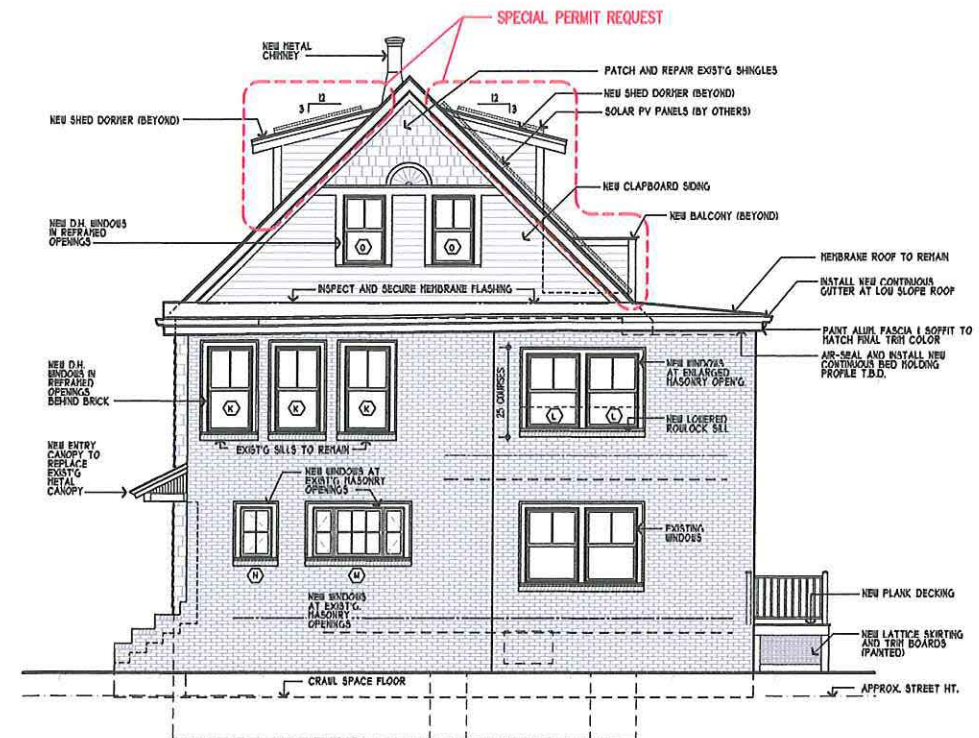 SPECIAL PERMIT REQUEST
NEW METAL
CHIMNEY
PATCH AND REPAIR EXIST'G SHINGLES
12
3
12
3
NEW SHED DORMER (BEYOND)
NEW SHED DORMER (BEYOND)
SOLAR PV PANELS (BY OTHERS)
NEW CLAPBOARD SIDING
NEW BALCONY (BEYOND)
NEW D.H. WINDOWS
IN REFRAMED
OPENINGS
O
O
MEMBRANE ROOF TO REMAIN
INSPECT AND SECURE MEMBRANE FLASHING
INSTALL NEW CONTINUOUS
GUTTER AT LOW SLOPE ROOF
PAINT ALUM. FASCIA & SOFFIT TO
MATCH FINAL TRIM COLOR
AIR-SEAL AND INSTALL NEW
CONTINUOUS BED MOLDING
PROFILE T.B.D.
NEW D.H.
WINDOWS IN
REFRAMED
OPENINGS
BEHIND BRICK
K
K
K
25 COURSES
L
L
NEW WINDOWS
AT ENLARGED
MASONRY OPEN'G
NEW LOWERED
ROWLOCK SILL
EXIST'G SILLS TO REMAIN
NEW ENTRY
CANOPY TO
REPLACE
EXIST'G
METAL
CANOPY
NEW WINDOWS AT
EXIST'G MASONRY
OPENINGS
EXISTING
WINDOWS
N
M
NEW WINDOWS
AT EXIST'G.
MASONRY
OPENINGS
NEW PLANK DECKING
NEW LATTICE SKIRTING
AND TRIM BOARDS
(PAINTED)
CRAWL SPACE FLOOR
APPROX. STREET HT.